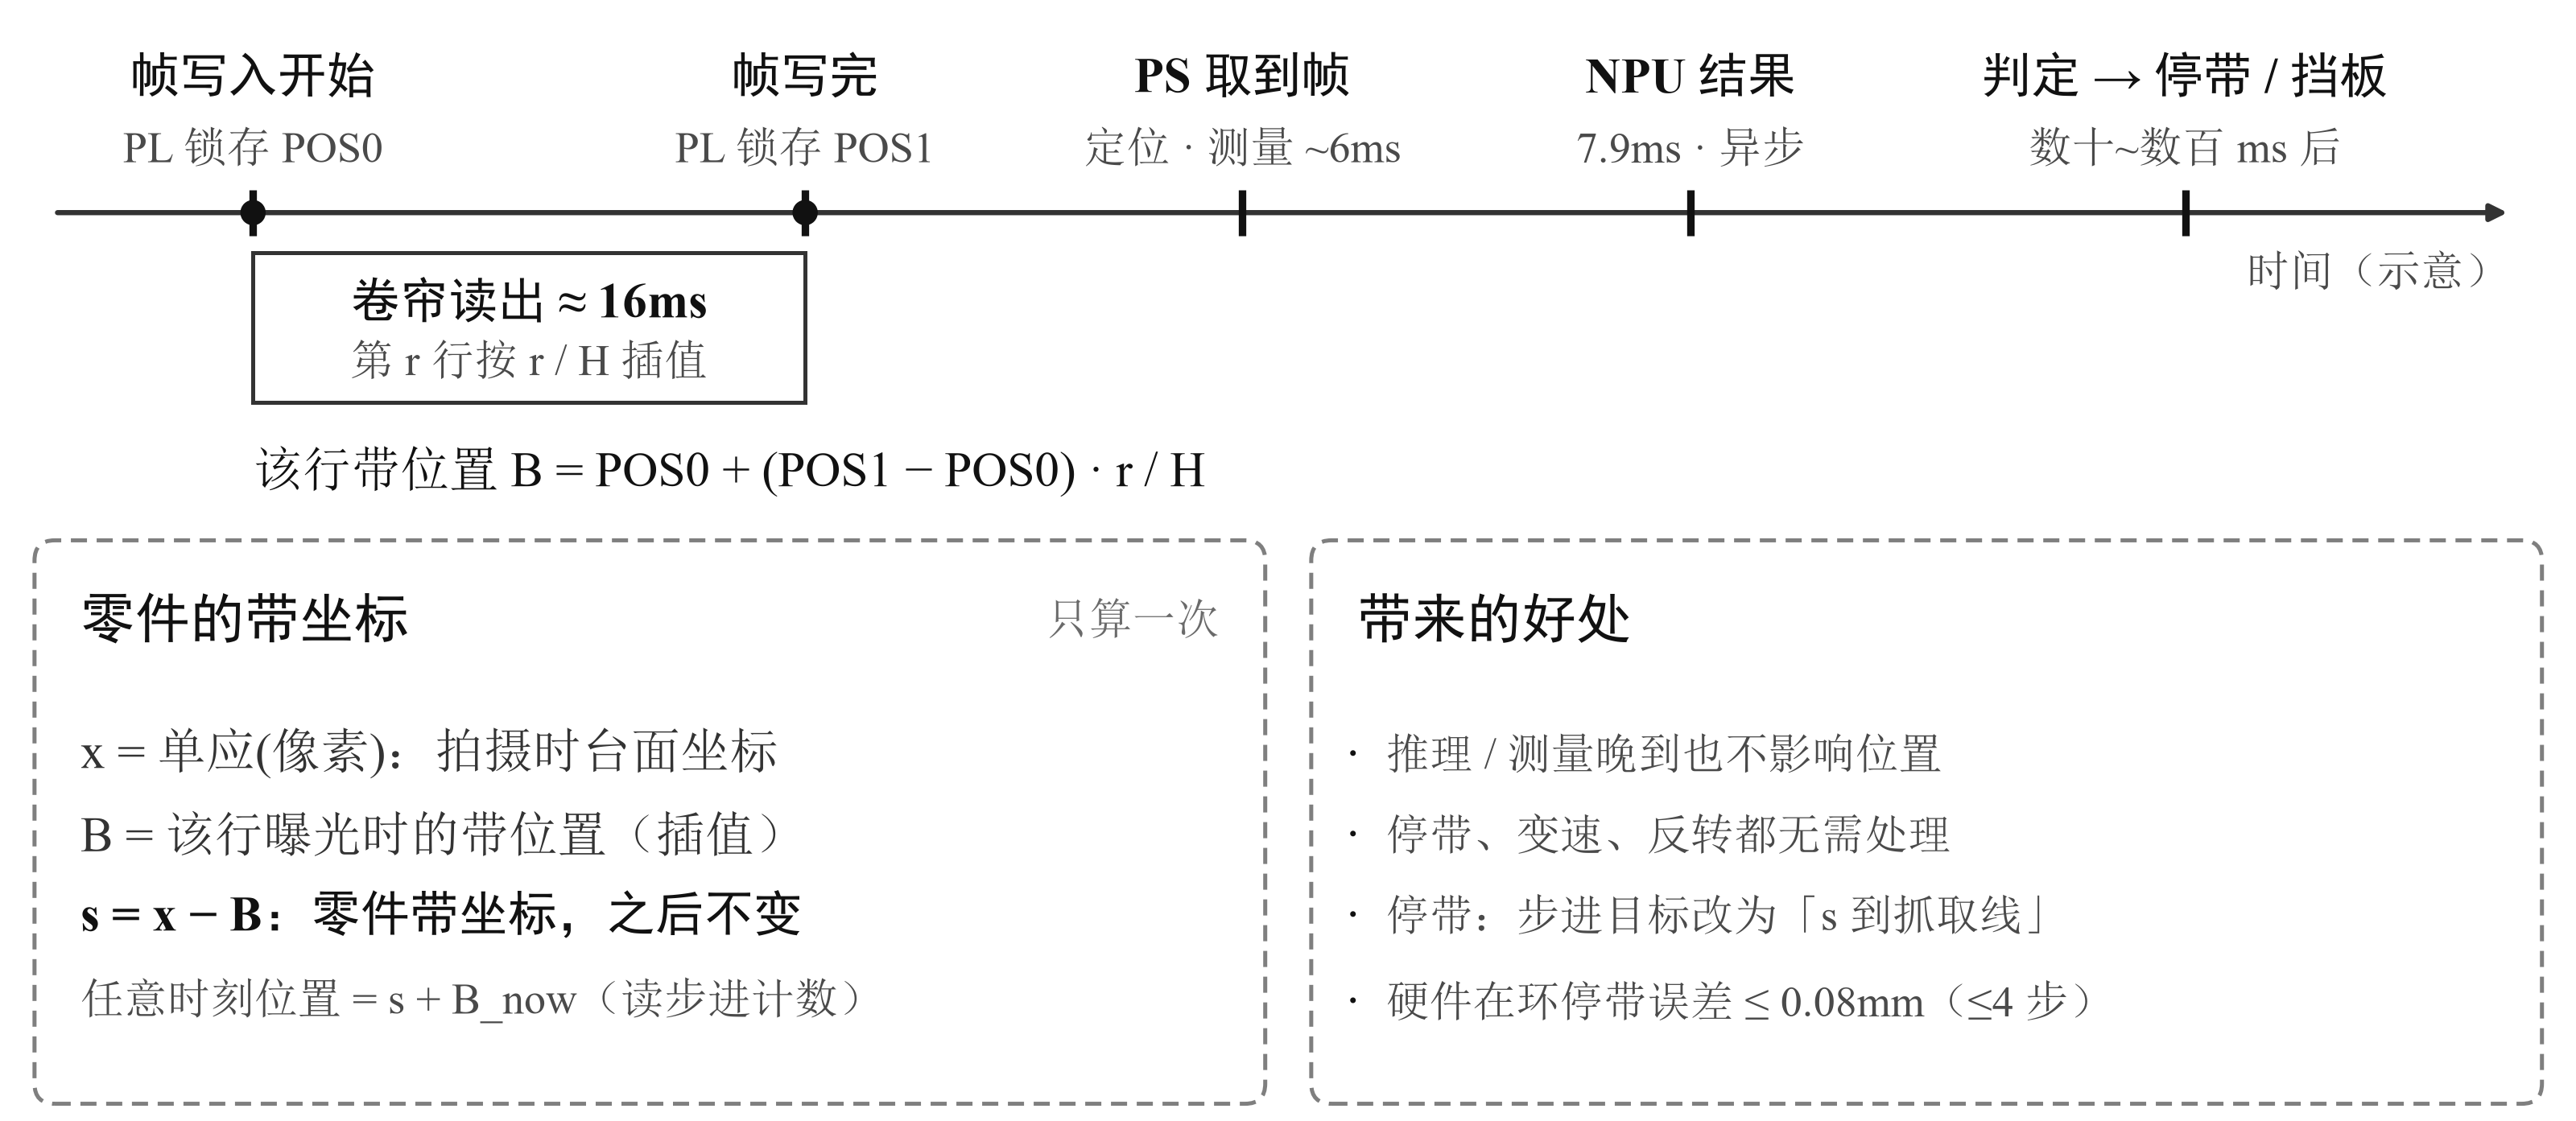 帧写入开始
PL 锁存 POS0
帧写完
PL 锁存 POS1
PS 取到帧
定位 · 测量 ~6ms
NPU 结果
7.9ms · 异步
判定 → 停带 / 挡板
数十~数百 ms 后
时间（示意）
卷帘读出 ≈ 16ms
第 r 行按 r / H 插值
该行带位置 B = POS0 + (POS1 − POS0) · r / H
零件的带坐标
只算一次
x = 单应(像素)：拍摄时台面坐标
B = 该行曝光时的带位置（插值）
s = x − B：零件带坐标，之后不变
任意时刻位置 = s + B_now（读步进计数）
带来的好处
· 推理 / 测量晚到也不影响位置
· 停带、变速、反转都无需处理
· 停带：步进目标改为「s 到抓取线」
· 硬件在环停带误差 ≤ 0.08mm（≤4 步）